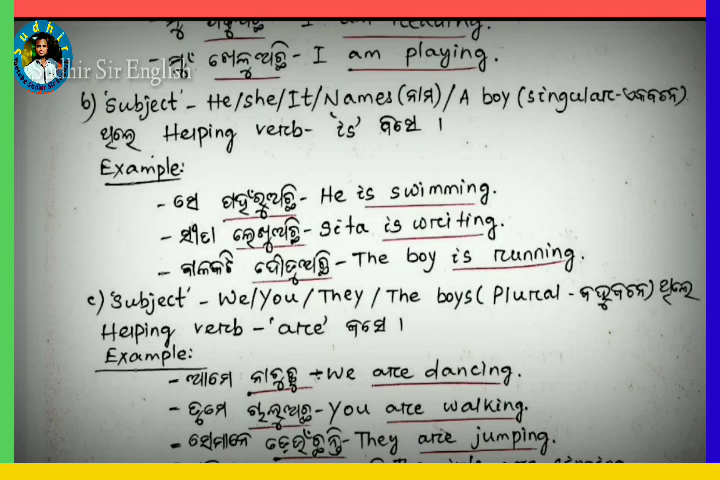 I am reading.
- ମୁଁ ଖେଳୁଅଛି - I am playing.
Sudhir
Sudhir Sir English
b) 'Subject' - He/she/It/Names (ନାମ) / A boy (singular-ଏକବଚନ)
ଥିଲେ Helping verb - 'is' ବସେ ।
Example:
- ସେ ପହଁରୁଅଛି - He is swimming.
- ସୀତା ଲେଖୁଅଛି - Sita is writing.
- ବାଳକଟି ଦୌଡୁଅଛି - The boy is running.
c) 'Subject' - We/You/They/The boys (Plural - ବହୁବଚନ) ଥିଲେ
Helping verb - 'are' ବସେ ।
Example:
- ଆମେ ନାଚୁଛୁ - We are dancing.
- ତୁମେ ଚାଲୁଅଛ - You are walking.
- ସେମାନେ ଡେଉଁଛନ୍ତି - They are jumping.